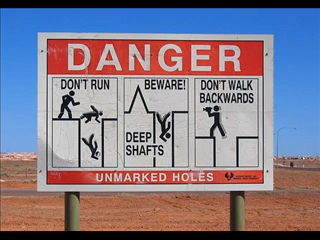 DANGER
DON'T RUN
BEWARE!
DEEP
SHAFTS
DON'T WALK
BACKWARDS
UNMARKED HOLES